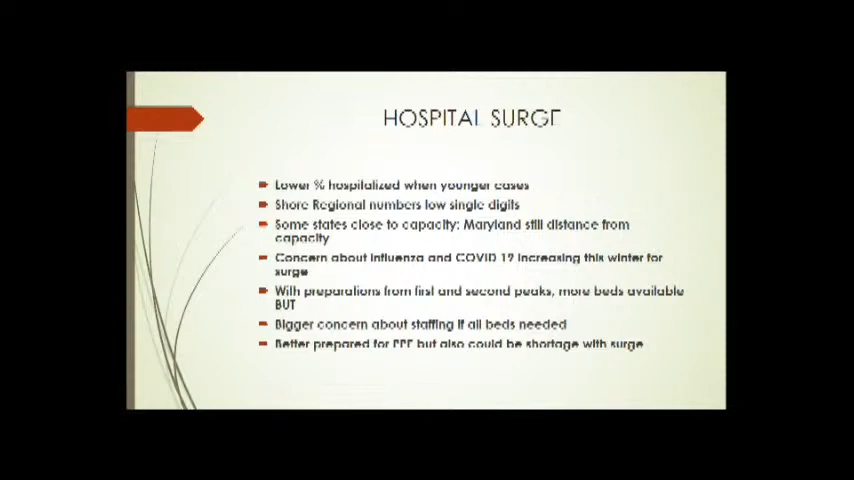 HOSPITAL SURGE
Lower % hospitalized when younger cases
Shore Regional numbers low single digits
Some states close to capacity: Maryland still distance from
capacity
Concern about influenza and COVID 19 increasing this winter for
surge
With preparations from first and second peaks, more beds available
BUT
Bigger concern about staffing if all beds needed
Better prepared for PPE but also could be shortage with surge